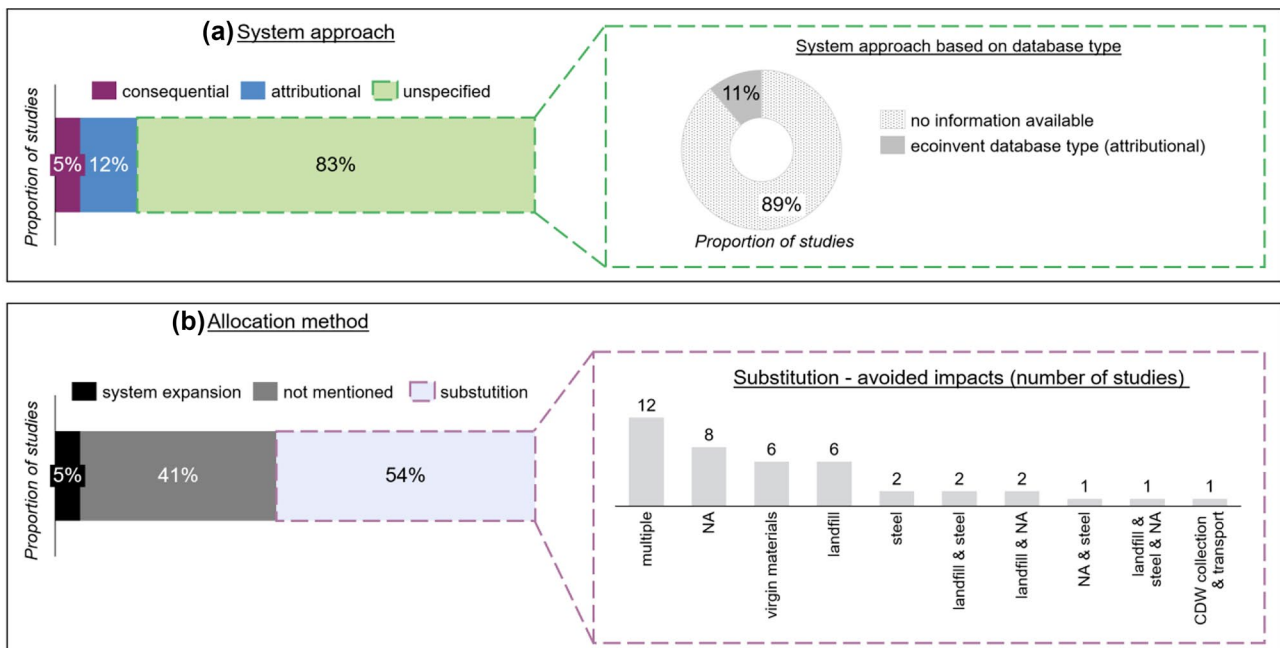 (a) System approach
consequential attributional unspecified
Proportion of studies
5% 12% 83%
System approach based on database type
11%
89%
no information available
ecoinvent database type (attributional)
Proportion of studies
(b) Allocation method
system expansion not mentioned substutition
Proportion of studies
5% 41% 54%
Substitution - avoided impacts (number of studies)
12 8 6 6 2 2 2 1 1 1
multiple
NA
virgin materials
landfill
steel
landfill & steel
landfill & NA
NA & steel
landfill &
steel & NA
CDW collection
& transport